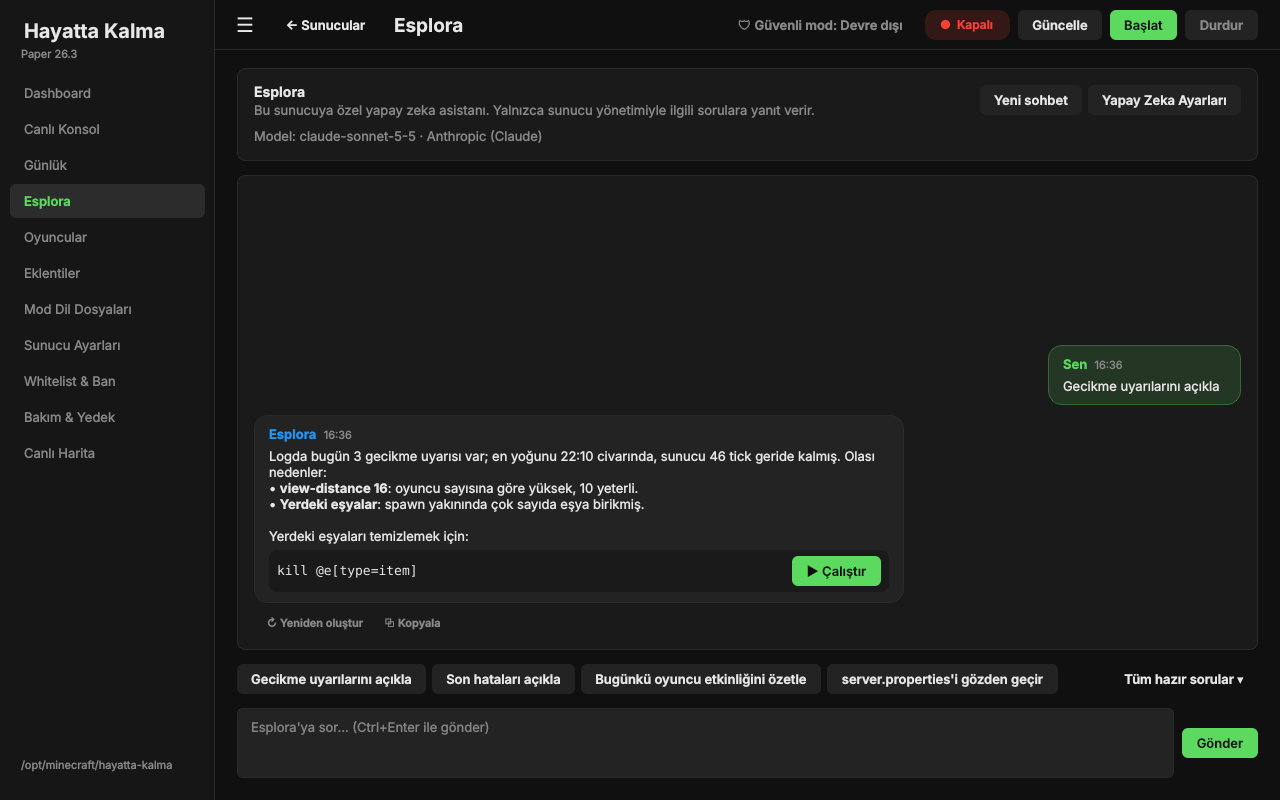 Hayatta Kalma
Paper 26.3
Dashboard
Canlı Konsol
Günlük
Esplora
Oyuncular
Eklentiler
Mod Dil Dosyaları
Sunucu Ayarları
Whitelist & Ban
Bakım & Yedek
Canlı Harita
/opt/minecraft/hayatta-kalma
☰ ← Sunucular Esplora Güvenli mod: Devre dışı ● Kapalı Güncelle Başlat Durdur
Esplora
Bu sunucuya özel yapay zeka asistanı. Yalnızca sunucu yönetimiyle ilgili sorulara yanıt verir.
Model: claude-sonnet-5-5 · Anthropic (Claude)
Yeni sohbet Yapay Zeka Ayarları
Sen 16:36
Gecikme uyarılarını açıkla
Esplora 16:36
Logda bugün 3 gecikme uyarısı var; en yoğunu 22:10 civarında, sunucu 46 tick geride kalmış. Olası
nedenler:
• view-distance 16: oyuncu sayısına göre yüksek, 10 yeterli.
• Yerdeki eşyalar: spawn yakınında çok sayıda eşya birikmiş.
Yerdeki eşyaları temizlemek için:
kill @e[type=item] ▶ Çalıştır
Yeniden oluştur Kopyala
Gecikme uyarılarını açıkla Son hataları açıkla Bugünkü oyuncu etkinliğini özetle server.properties'i gözden geçir Tüm hazır sorular ▾
Esplora'ya sor... (Ctrl+Enter ile gönder)
Gönder